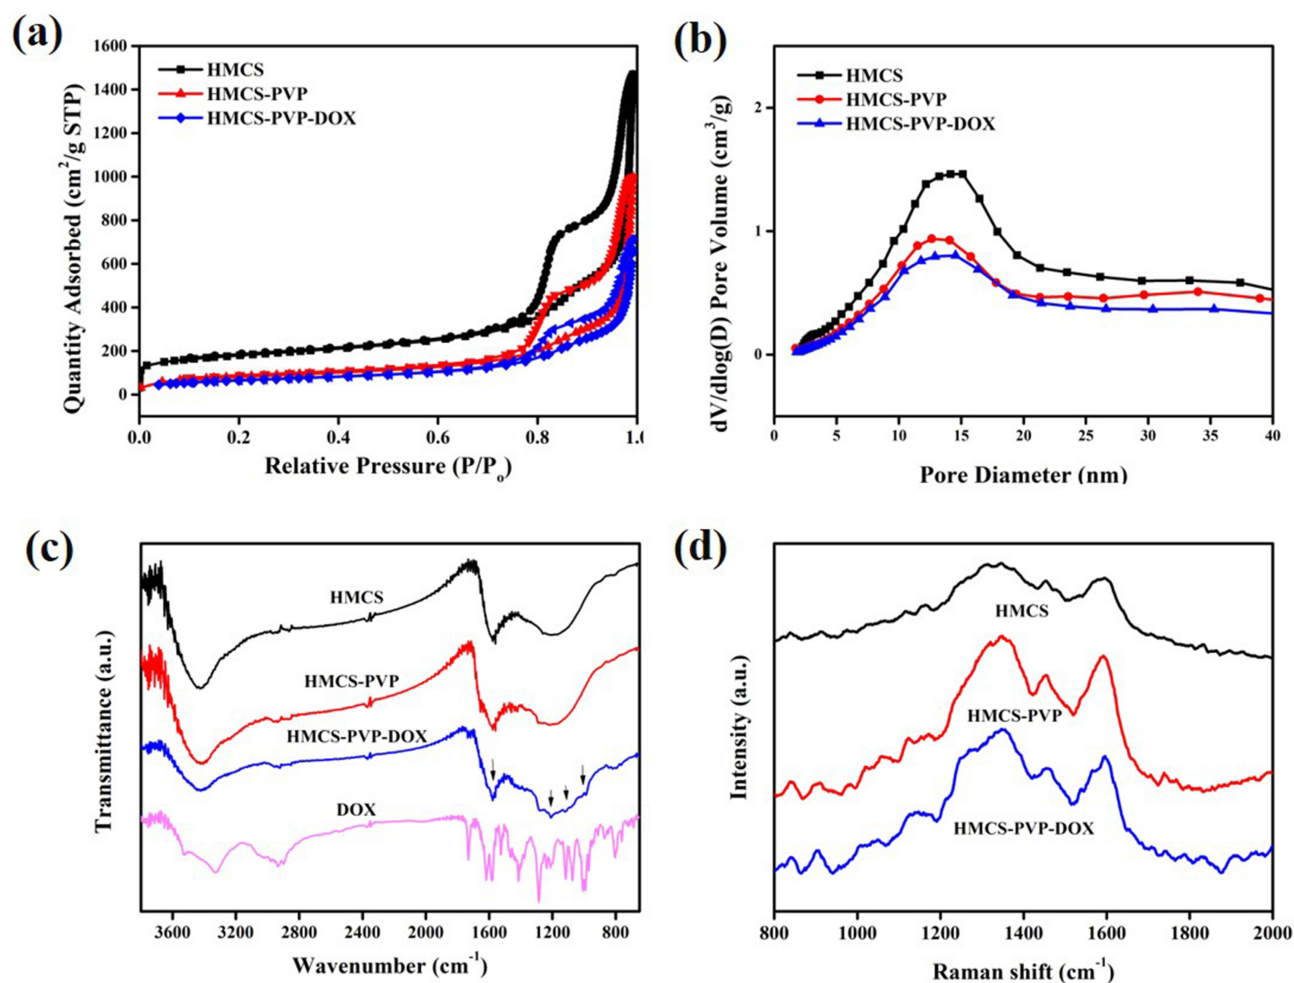 (a)
1600
1400
1200
1000
800
600
400
200
0
Quantity Adsorbed (cm²/g STP)
HMCS
HMCS-PVP
HMCS-PVP-DOX
0.0 0.2 0.4 0.6 0.8 1.0
Relative Pressure (P/Pₒ)
(b)
2
1
0
dV/dlog(D) Pore Volume (cm³/g)
HMCS
HMCS-PVP
HMCS-PVP-DOX
0 5 10 15 20 25 30 35 40
Pore Diameter (nm)
(c)
Transmittance (a.u.)
HMCS
HMCS-PVP
HMCS-PVP-DOX
DOX
3600 3200 2800 2400 2000 1600 1200 800
Wavenumber (cm⁻¹)
(d)
Intensity (a.u.)
HMCS
HMCS-PVP
HMCS-PVP-DOX
800 1000 1200 1400 1600 1800 2000
Raman shift (cm⁻¹)